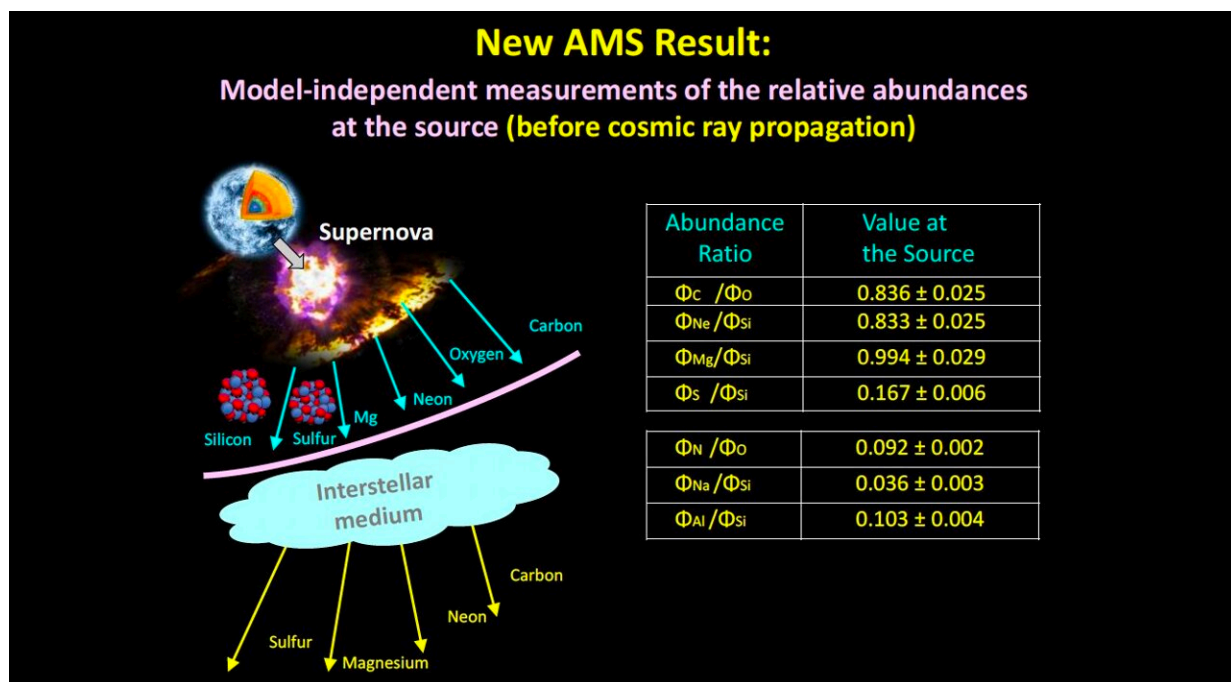 New AMS Result:
Model-independent measurements of the relative abundances
at the source (before cosmic ray propagation)
Supernova
Carbon
Oxygen
Neon
Mg
Silicon
Sulfur
Interstellar
medium
Carbon
Neon
Sulfur
Magnesium
Abundance Ratio Value at the Source
ΦC /ΦO 0.836 ± 0.025
ΦNe/ΦSi 0.833 ± 0.025
ΦMg/ΦSi 0.994 ± 0.029
ΦS /ΦSi 0.167 ± 0.006
ΦN /ΦO 0.092 ± 0.002
ΦNa/ΦSi 0.036 ± 0.003
ΦAl/ΦSi 0.103 ± 0.004